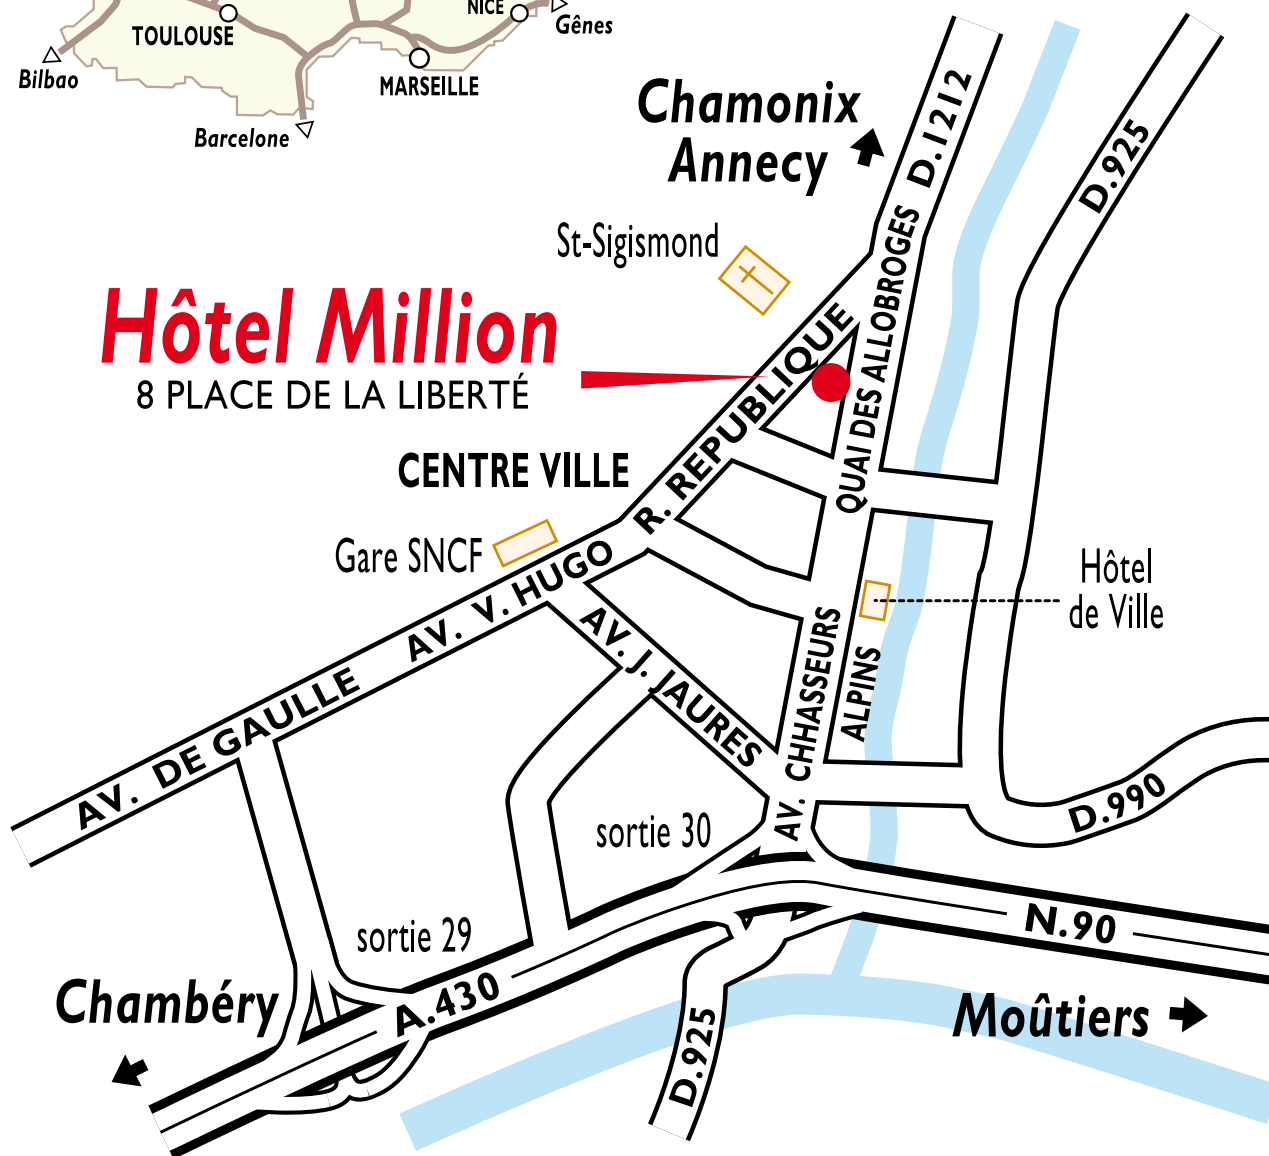 NICE
Gênes
TOULOUSE
Bilbao
MARSEILLE
Barcelone
Chamonix
Annecy
D.1212
D.925
St-Sigismond
Hôtel Million
8 PLACE DE LA LIBERTÉ
R. REPUBLIQUE
QUAI DES ALLOBROGES
CENTRE VILLE
Gare SNCF
AV. V. HUGO
Hôtel
de Ville
AV. J. JAURES
AV. CHHASSEURS
ALPINS
AV. DE GAULLE
D.990
sortie 30
sortie 29
N.90
Chambéry
A.430
Moûtiers
D.925